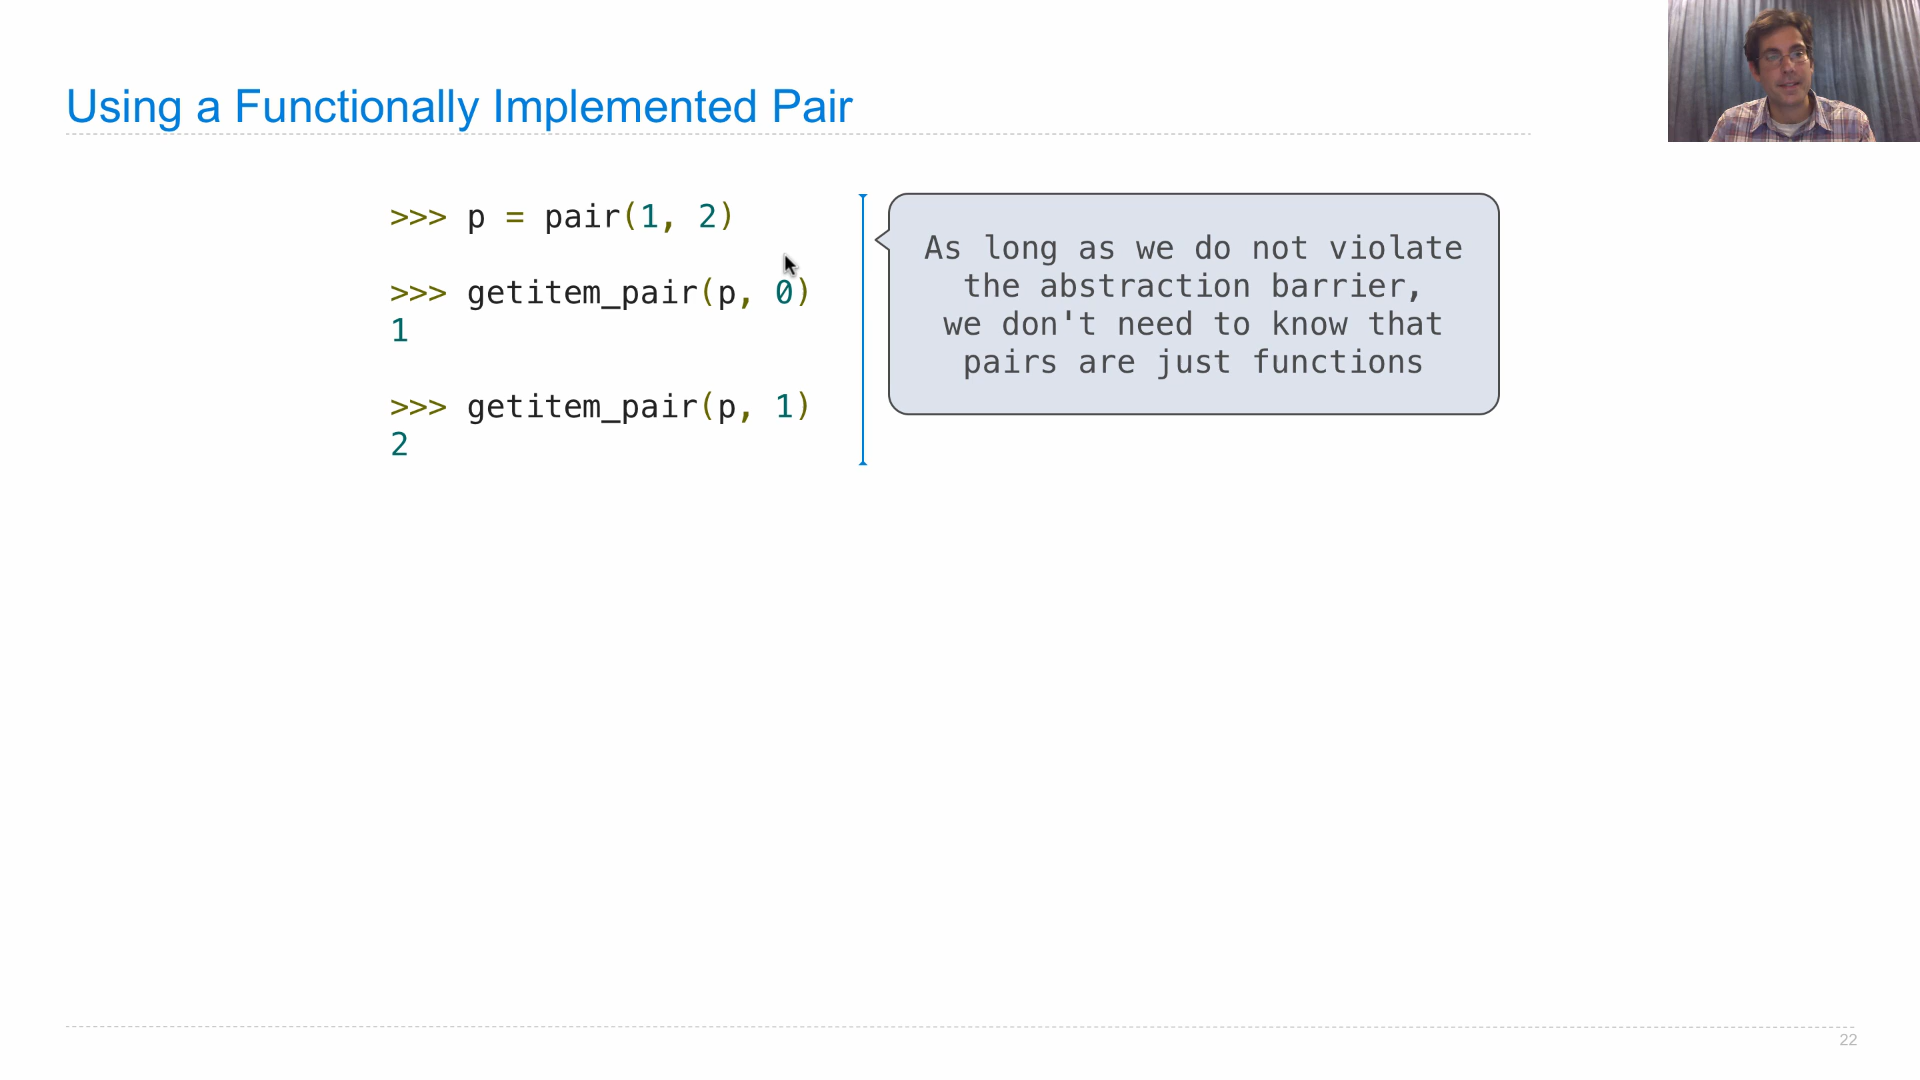 Using a Functionally Implemented Pair
>>> p = pair(1, 2)
>>> getitem_pair(p, 0)
1
>>> getitem_pair(p, 1)
2
As long as we do not violate
the abstraction barrier,
we don't need to know that
pairs are just functions
22